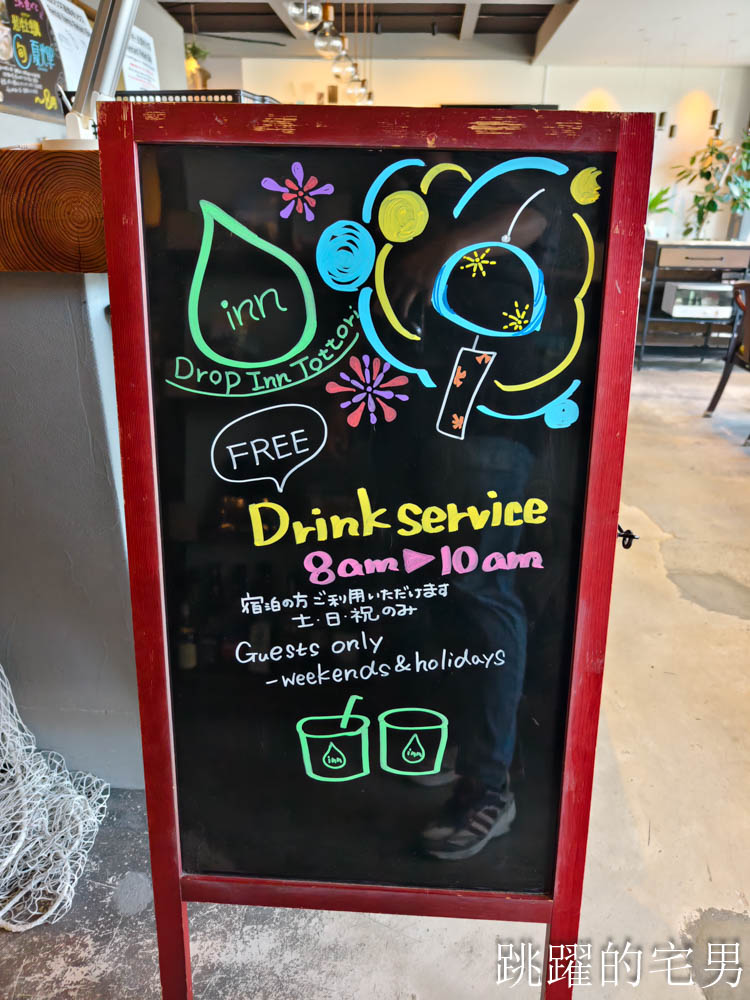 inn
Drop Inn Tottori
FREE
Drink service
8am▶10am
宿泊の方ご利用いただけます
土・日・祝のみ
Guests only
-weekends&holidays
inn inn
跳躍的宅男